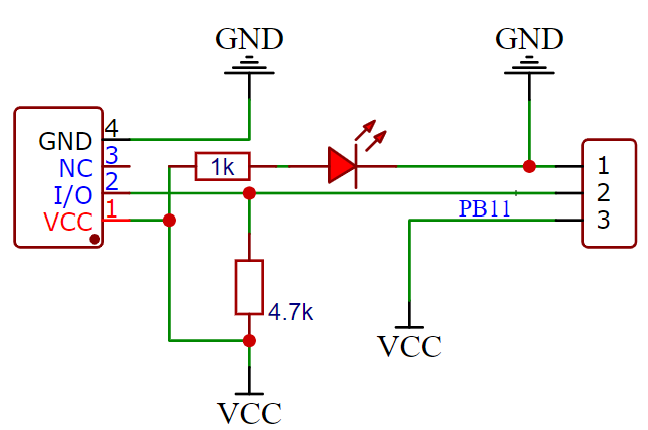 GND
GND
GND 4
NC 3
I/O 2
VCC 1
1k
1
2
3
PB11
4.7k
VCC
VCC